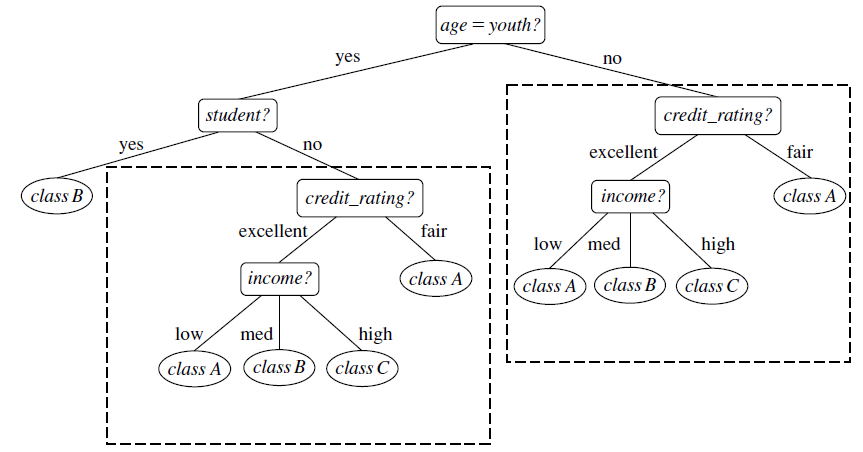 age = youth?
yes
no
student?
credit_rating?
yes
no
excellent
fair
class B
credit_rating?
income?
class A
excellent
fair
low
med
high
income?
class A
class A
class B
class C
low
med
high
class A
class B
class C